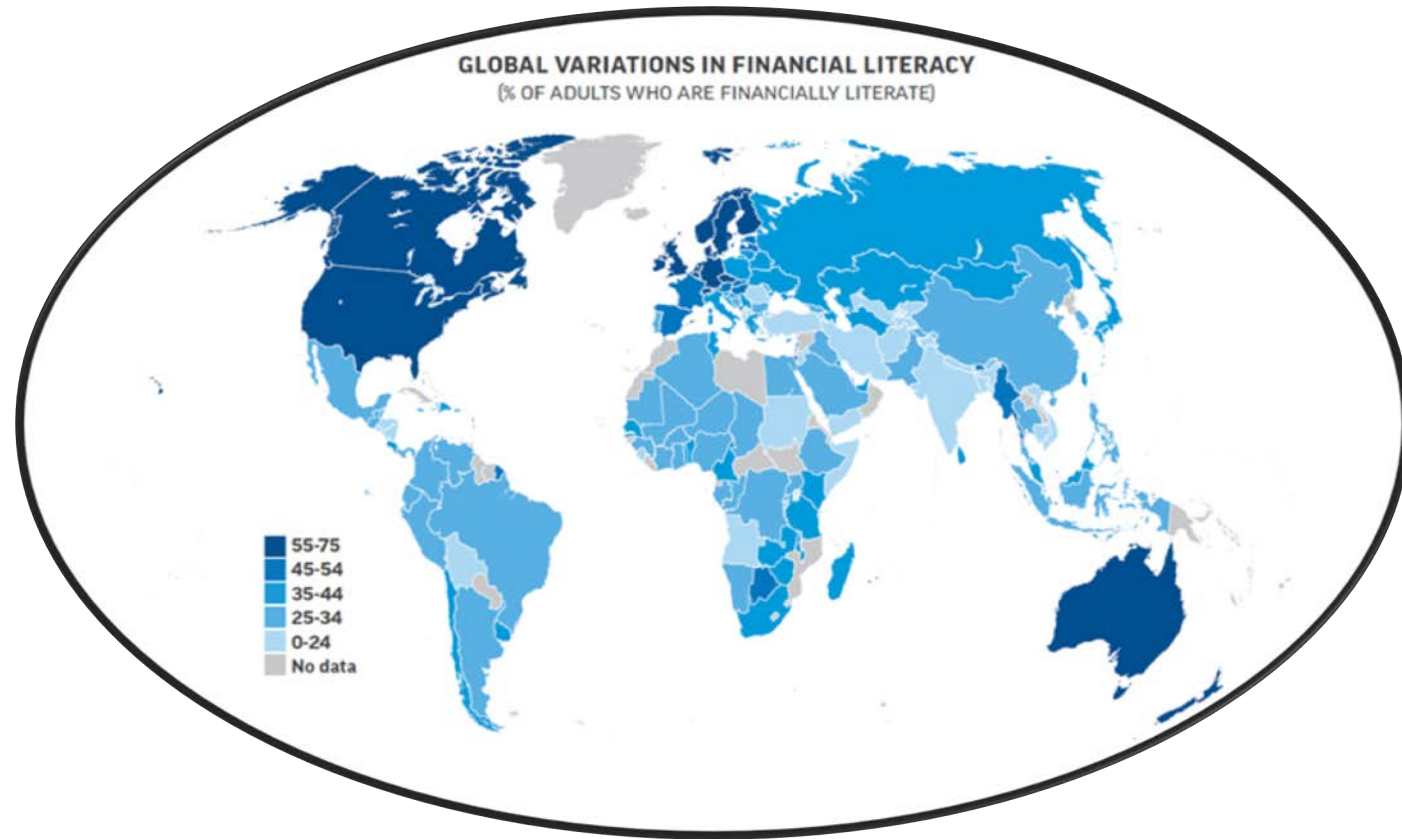 GLOBAL VARIATIONS IN FINANCIAL LITERACY
(% OF ADULTS WHO ARE FINANCIALLY LITERATE)
55-75
45-54
35-44
25-34
0-24
No data